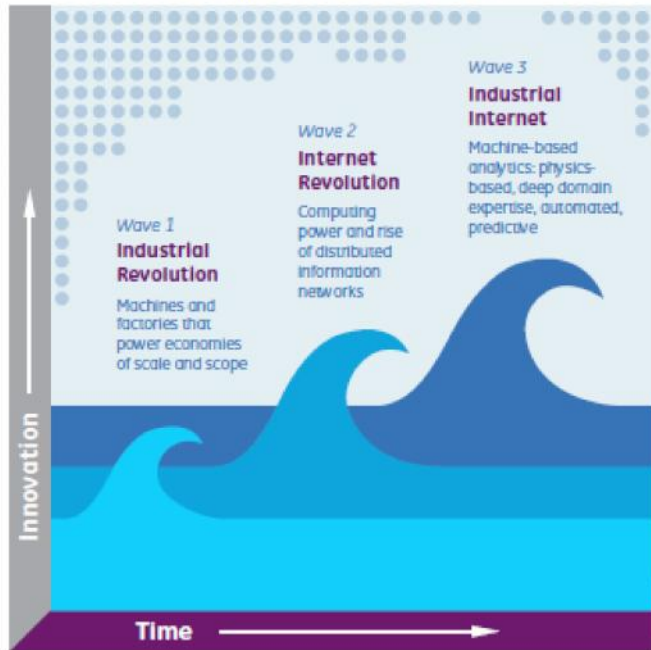 Wave 1
Industrial
Revolution
Machines and
factories that
power economies
of scale and scope
Wave 2
Internet
Revolution
Computing
power and rise
of distributed
information
networks
Wave 3
Industrial
Internet
Machine-based
analytics: physics-
based, deep domain
expertise, automated,
predictive
Innovation
Time